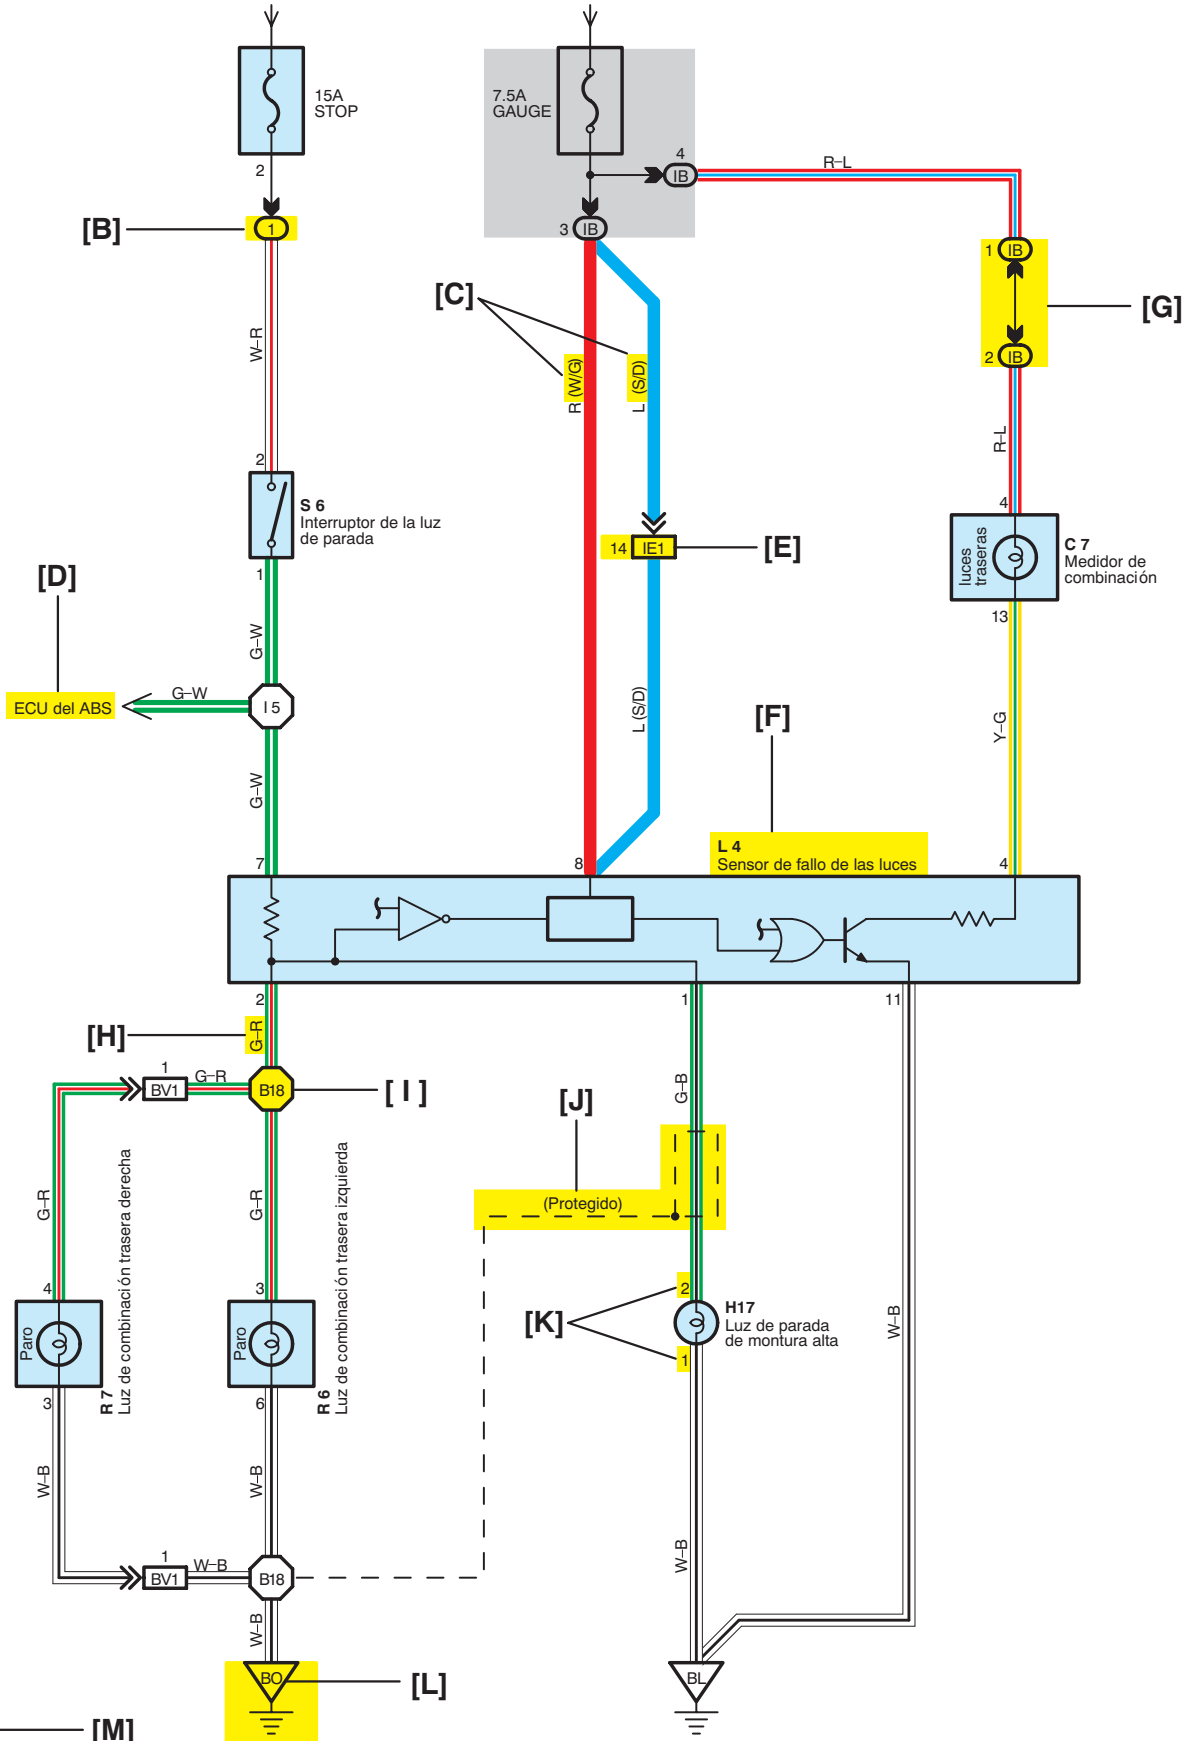 15A
STOP
2
[B]
1
7.5A
GAUGE
4
IB
3
IB
R–L
1
IB
[G]
2
IB
[C]
W–R
R (W/G)
L (S/D)
R–L
2
S 6
Interruptor de la luz
de parada
1
14
IE1
[E]
4
luces
traseras
C 7
Medidor de
combinación
13
[D]
G–W
ECU del ABS
G–W
I 5
L (S/D)
[F]
Y–G
G–W
L 4
Sensor de fallo de las luces
7
8
4
2
1
11
[H]
G–R
1
BV1
G–R
B18
[ I ]
G–B
[J]
(Protegido)
G–R
G–R
4
Paro
3
R 7
Luz de combinación trasera derecha
3
Paro
6
R 6
Luz de combinación trasera izquierda
2
[K]
H17
Luz de parada
de montura alta
1
W–B
W–B
W–B
W–B
1
BV1
W–B
B18
W–B
BO
[L]
BL
[M]